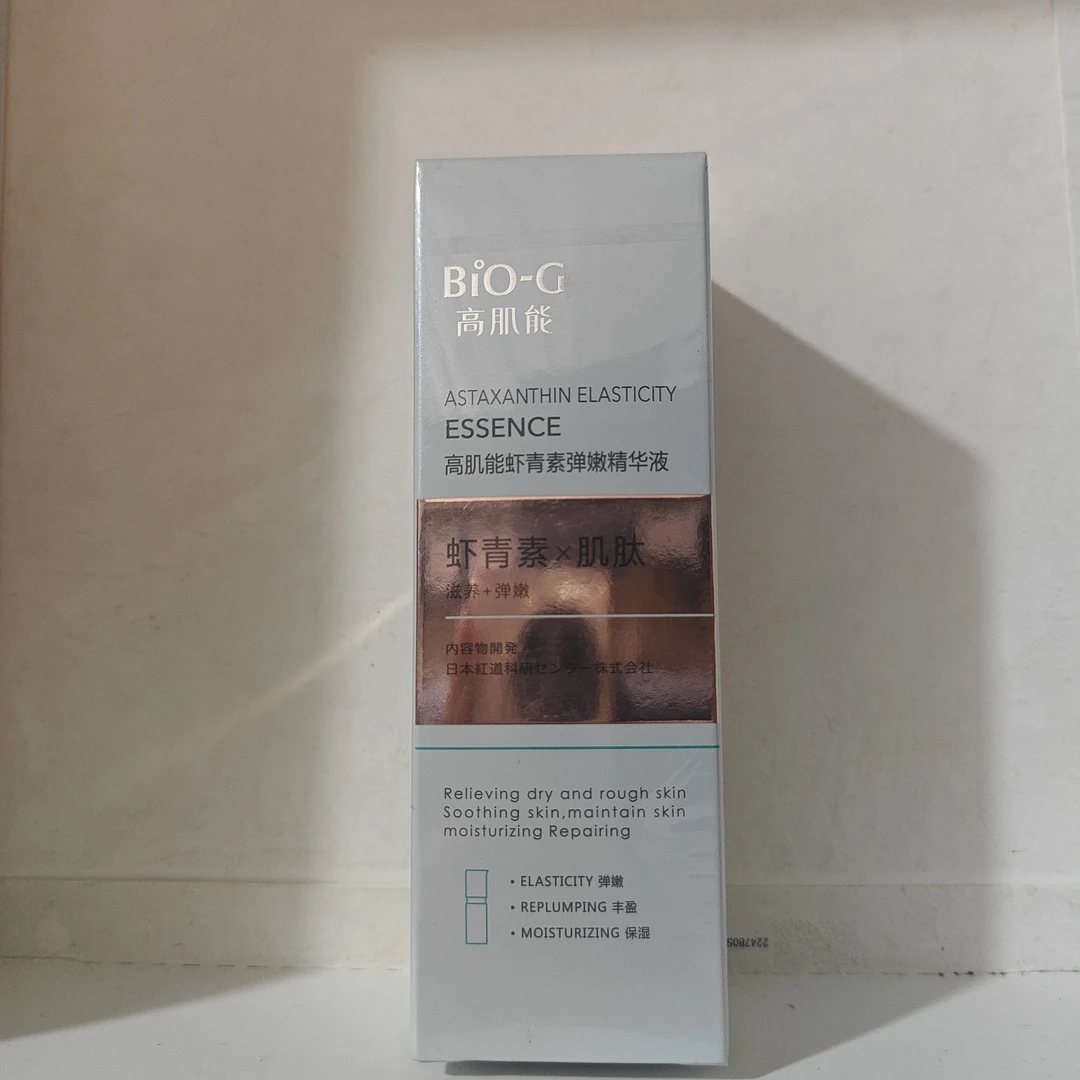 BiO-G
高肌能
ASTAXANTHIN ELASTICITY
ESSENCE
高肌能虾青素弹嫩精华液
虾青素×肌肽
滋养+弹嫩
内容物開発
日本紅道科研センター株式会社
Relieving dry and rough skin
Soothing skin,maintain skin
moisturizing Repairing
• ELASTICITY 弹嫩
• REPLUMPING 丰盈
• MOISTURIZING 保湿